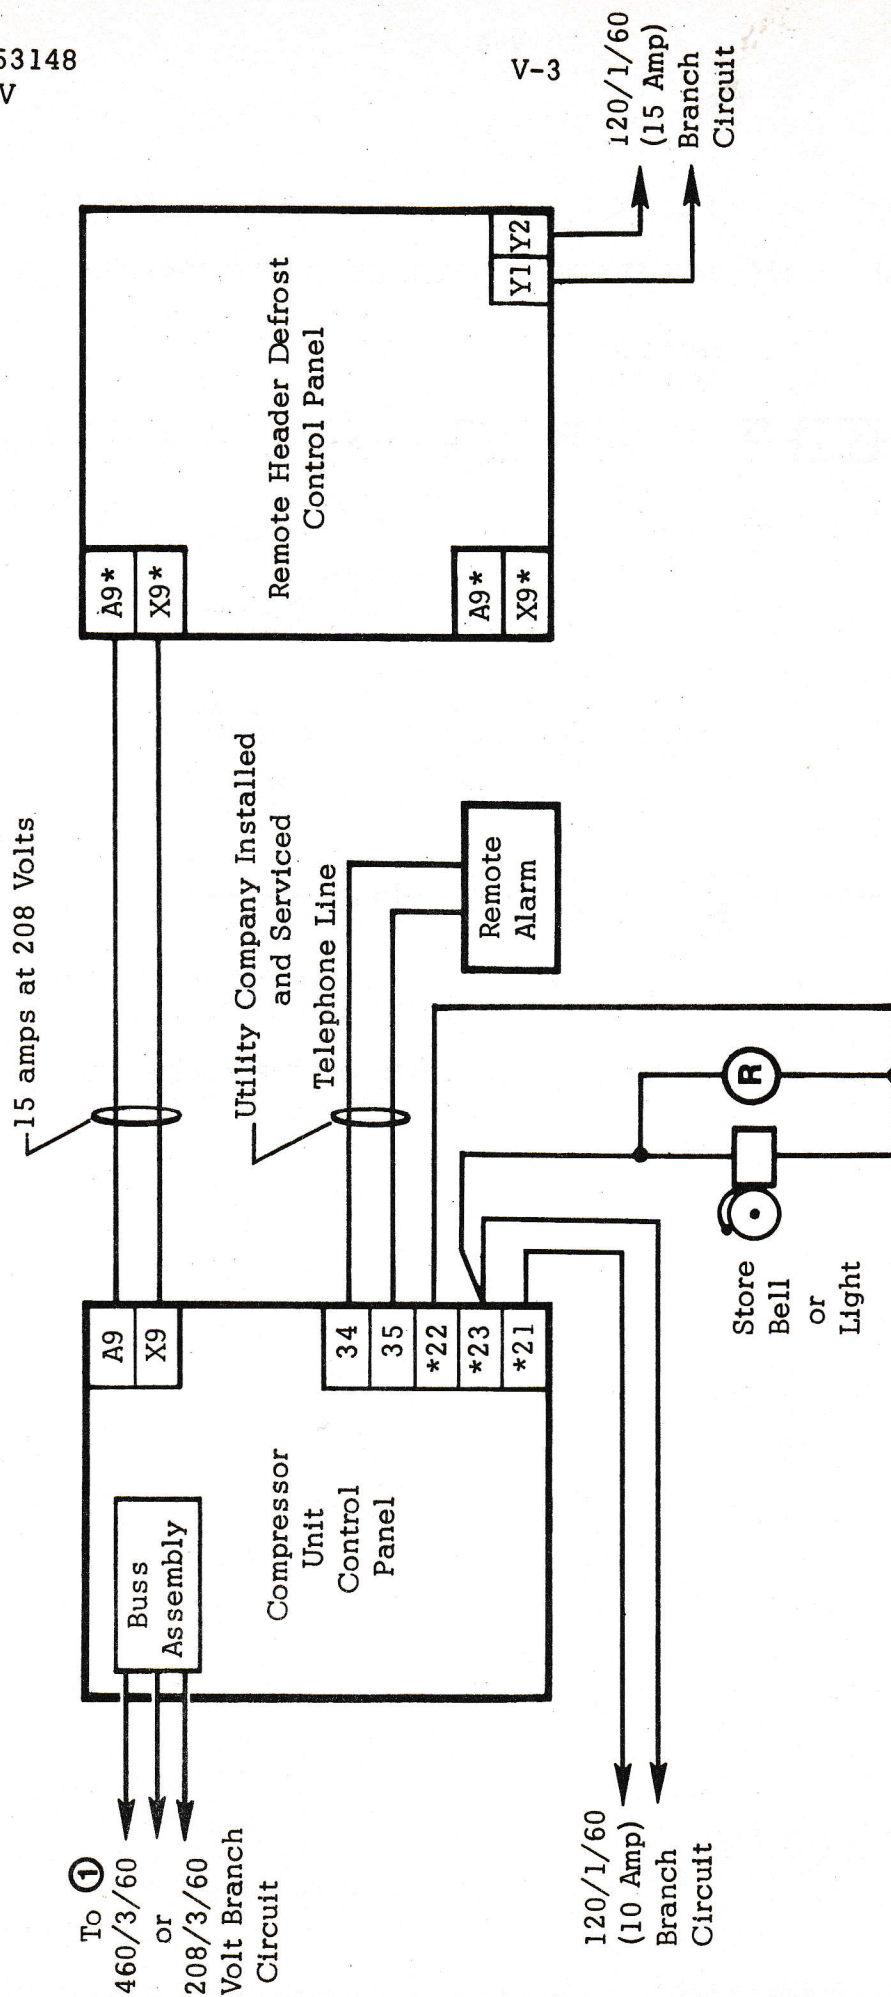 53148
V
V-3
120/1/60
(15 Amp)
Branch
Circuit
Y1
Y2
Remote Header Defrost
Control Panel
A9*
X9*
A9*
X9*
15 amps at 208 Volts
Utility Company Installed
and Serviced
Telephone Line
Remote
Alarm
R
Store
Bell
or
Light
A9
X9
34
35
*22
*23
*21
Compressor
Unit
Control
Panel
Buss
Assembly
To 1
460/3/60
or
208/3/60
Volt Branch
Circuit
120/1/60
(10 Amp)
Branch
Circuit